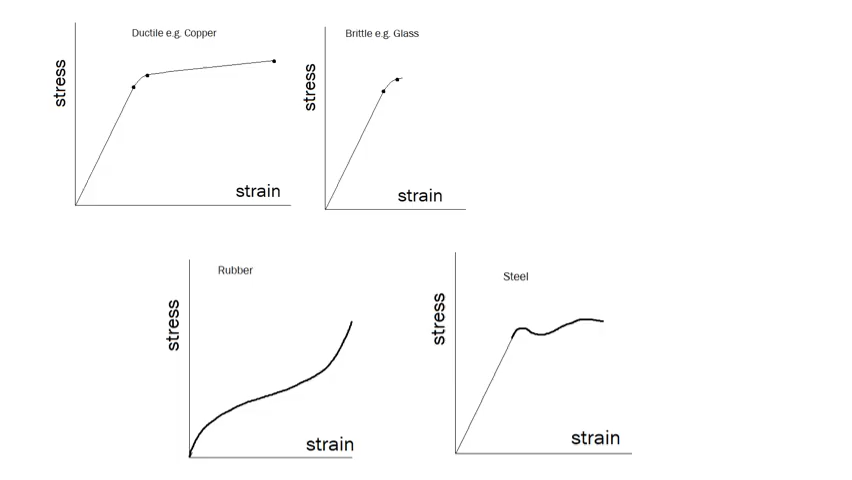 Ductile e.g. Copper
stress
strain
Brittle e.g. Glass
stress
strain
Rubber
stress
strain
Steel
stress
strain